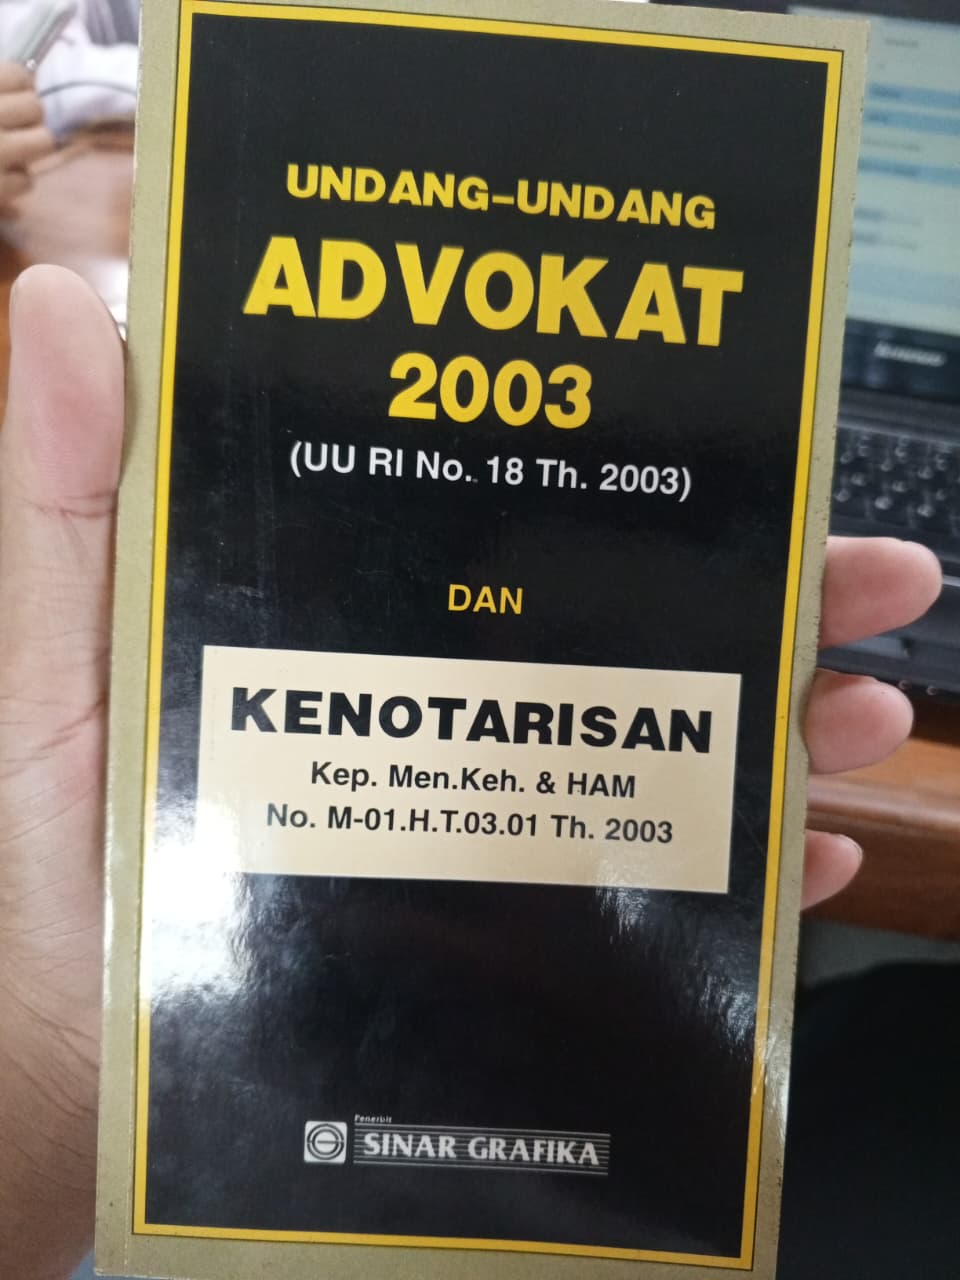 UNDANG-UNDANG
ADVOKAT
2003
(UU RI No. 18 Th. 2003)
DAN
KENOTARISAN
Kep. Men.Keh. & HAM
No. M-01.H.T.03.01 Th. 2003
Penerbit
SINAR GRAFIKA
lenovo